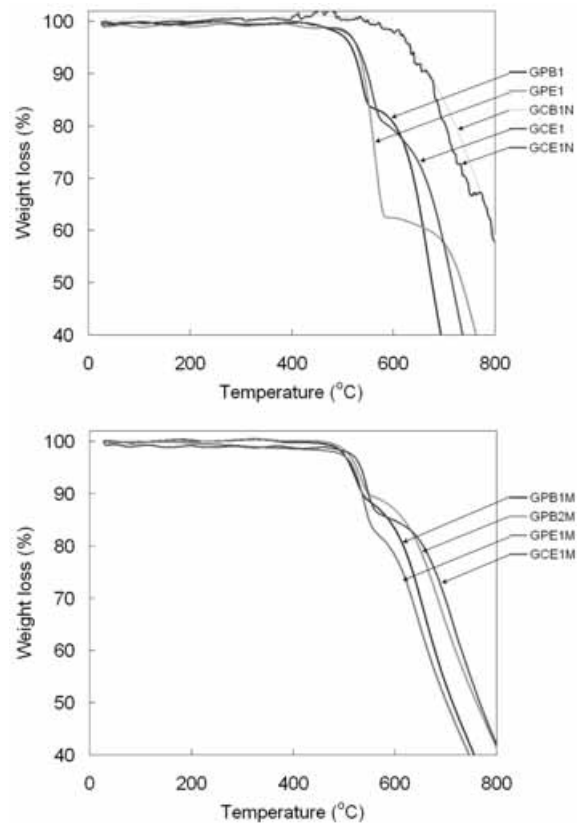 100
90
80
70
60
50
40
Weight loss (%)
0 200 400 600 800
Temperature (°C)
GPB1
GPE1
GCB1N
GCE1
GCE1N
100
90
80
70
60
50
40
Weight loss (%)
0 200 400 600 800
Temperature (°C)
GPB1M
GPB2M
GPE1M
GCE1M